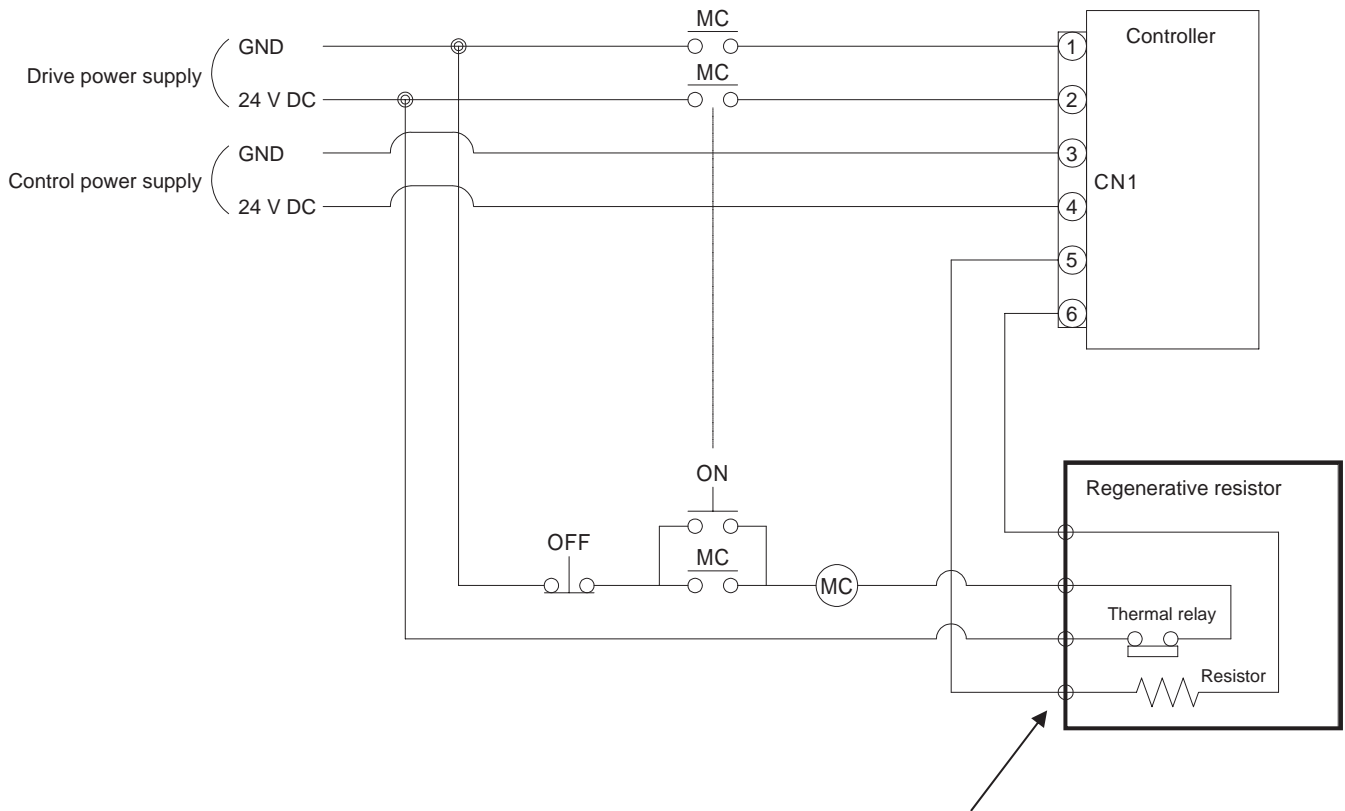 MC
GND
Controller
1
Drive power supply
MC
24 V DC
2
GND
3
Control power supply
CN1
24 V DC
4
5
6
ON
Regenerative resistor
OFF
MC
MC
Thermal relay
Resistor